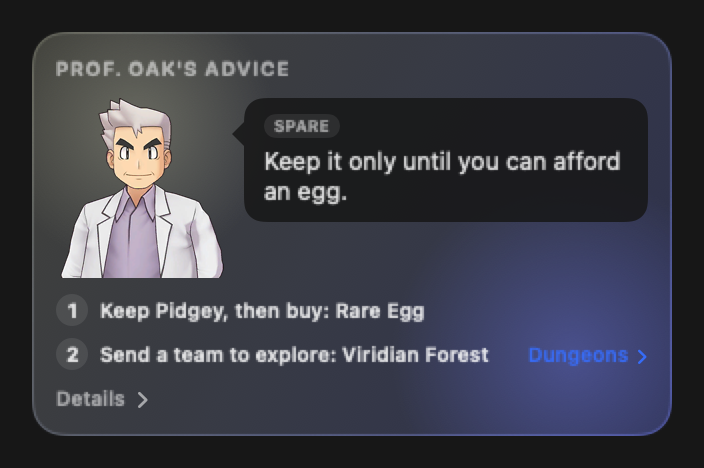 PROF. OAK'S ADVICE
SPARE
Keep it only until you can afford
an egg.
1 Keep Pidgey, then buy: Rare Egg
2 Send a team to explore: Viridian Forest Dungeons >
Details >